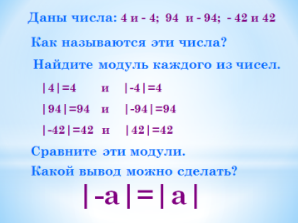 Даны числа: 4 и - 4; 94 и - 94; - 42 и 42
Как называются эти числа?
Найдите модуль каждого из чисел.
|4|=4 и |-4|=4
|94|=94 и |-94|=94
|-42|=42 и |42|=42
Сравните эти модули.
Какой вывод можно сделать?
|-a|=|a|